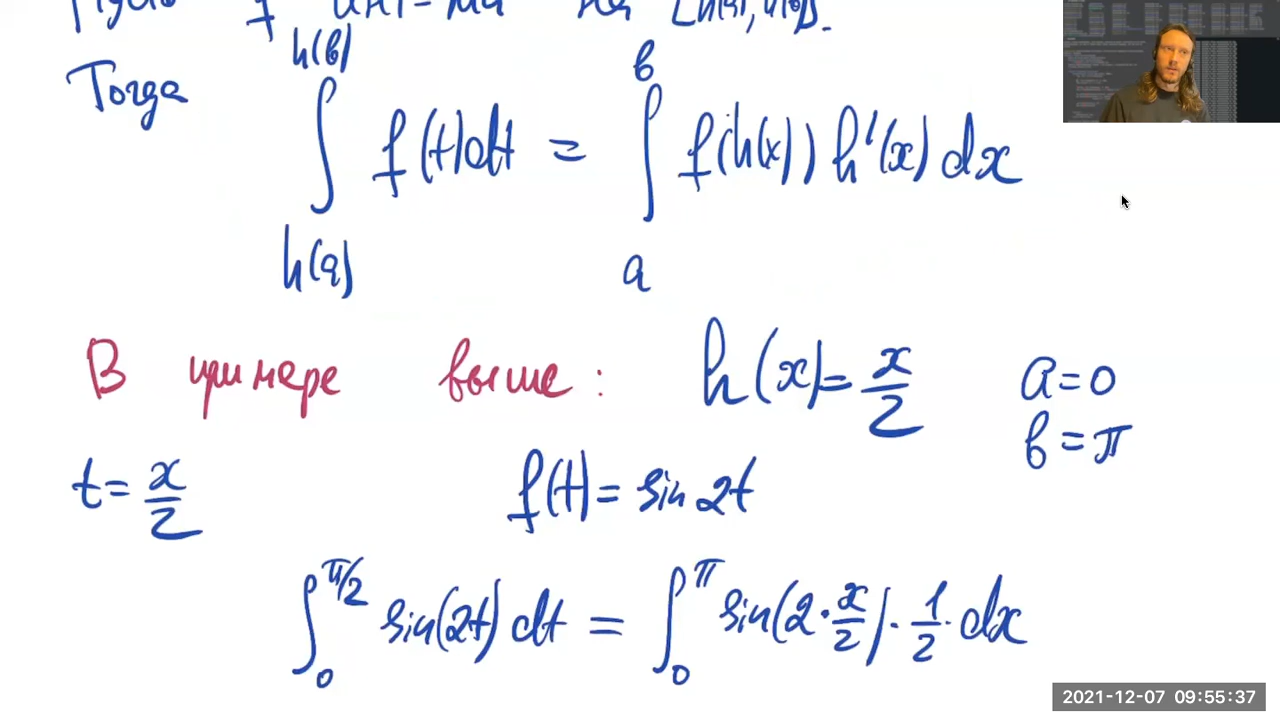 на [h(a), h(b)].
Тогда ∫_{h(a)}^{h(b)} f(t)dt = ∫_a^b f(h(x)) h'(x) dx
В примере выше: h(x) = x/2 a=0
b=π
t = x/2 f(t) = sin 2t
∫_0^{π/2} sin(2t) dt = ∫_0^π sin(2·x/2)·1/2·dx
2021-12-07 09:55:37